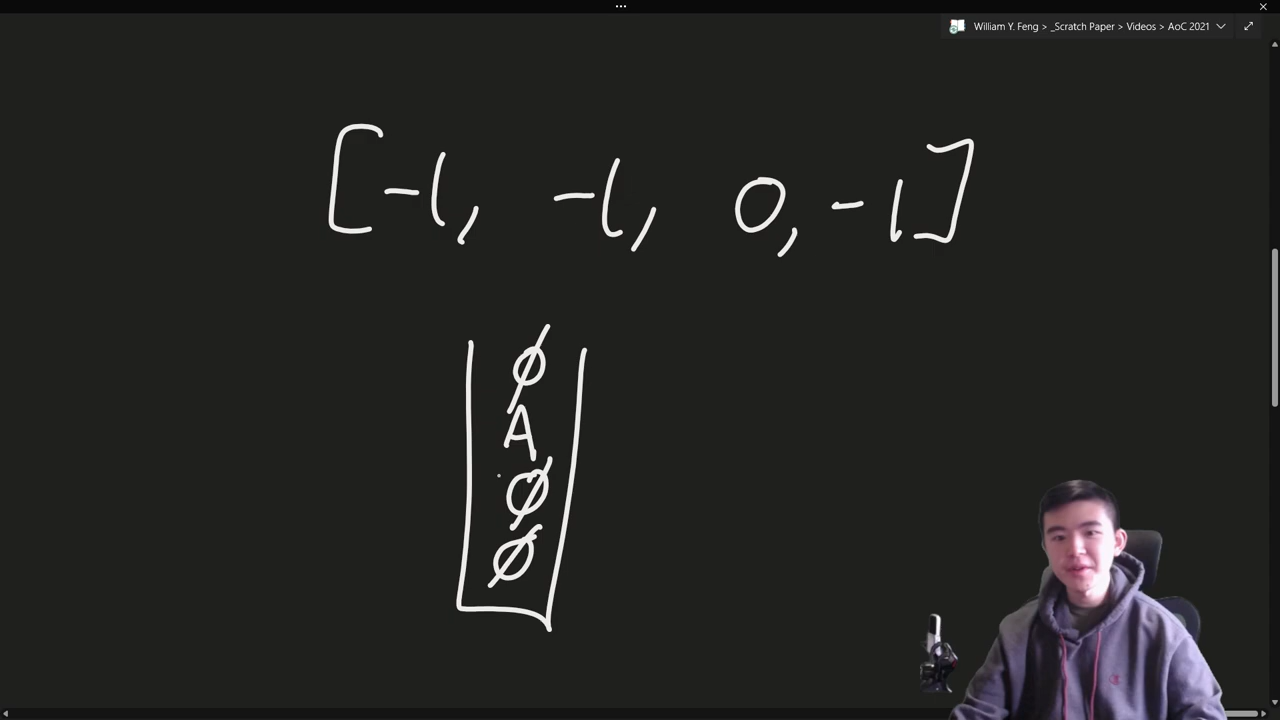 ...
William Y. Feng > _Scratch Paper > Videos > AoC 2021
[-1, -1, 0, -1]
Ø
A
Ø
Ø